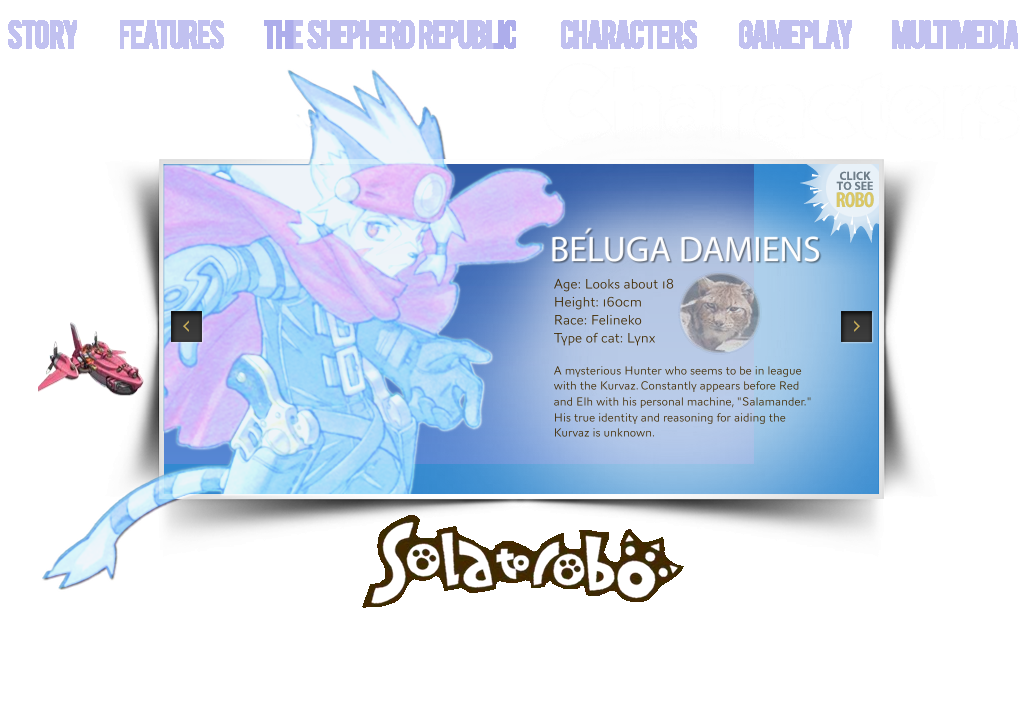 STORY FEATURES THE SHEPHERD REPUBLIC CHARACTERS GAMEPLAY MULTIMEDIA
CLICK
TO SEE
ROBO
BÉLUGA DAMIENS
Age: Looks about 18
Height: 160cm
Race: Felineko
Type of cat: Lynx
A mysterious Hunter who seems to be in league
with the Kurvaz. Constantly appears before Red
and Elh with his personal machine, "Salamander."
His true identity and reasoning for aiding the
Kurvaz is unknown.
Solatorobo